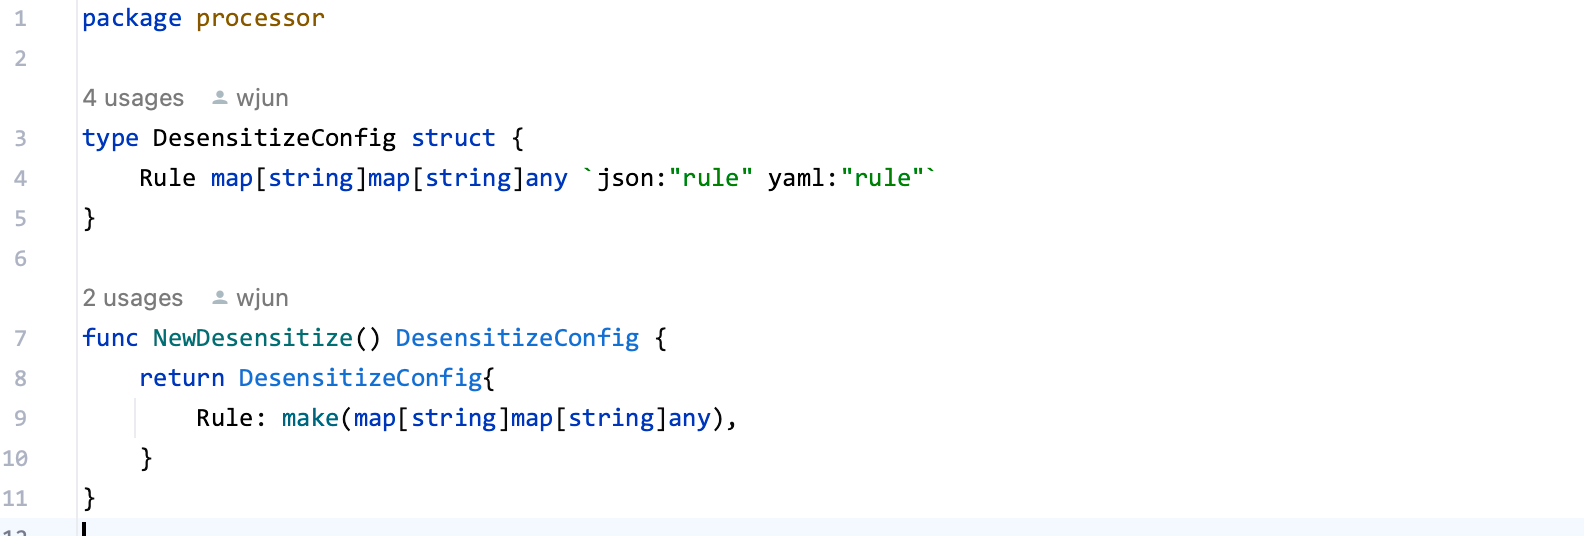 1 package processor
2
4 usages wjun
3 type DesensitizeConfig struct {
4     Rule map[string]map[string]any `json:"rule" yaml:"rule"`
5 }
6
2 usages wjun
7 func NewDesensitize() DesensitizeConfig {
8     return DesensitizeConfig{
9         Rule: make(map[string]map[string]any),
10     }
11 }
12